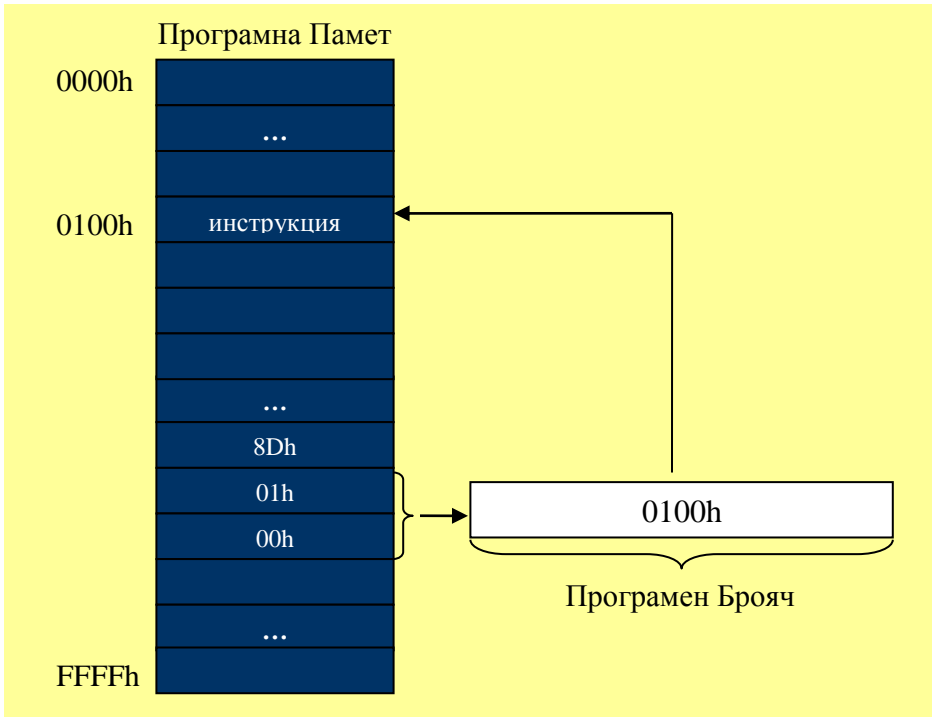 Програмна Памет
0000h
...
0100h
инструкция
...
8Dh
01h
00h
0100h
Програмен Брояч
...
FFFFh